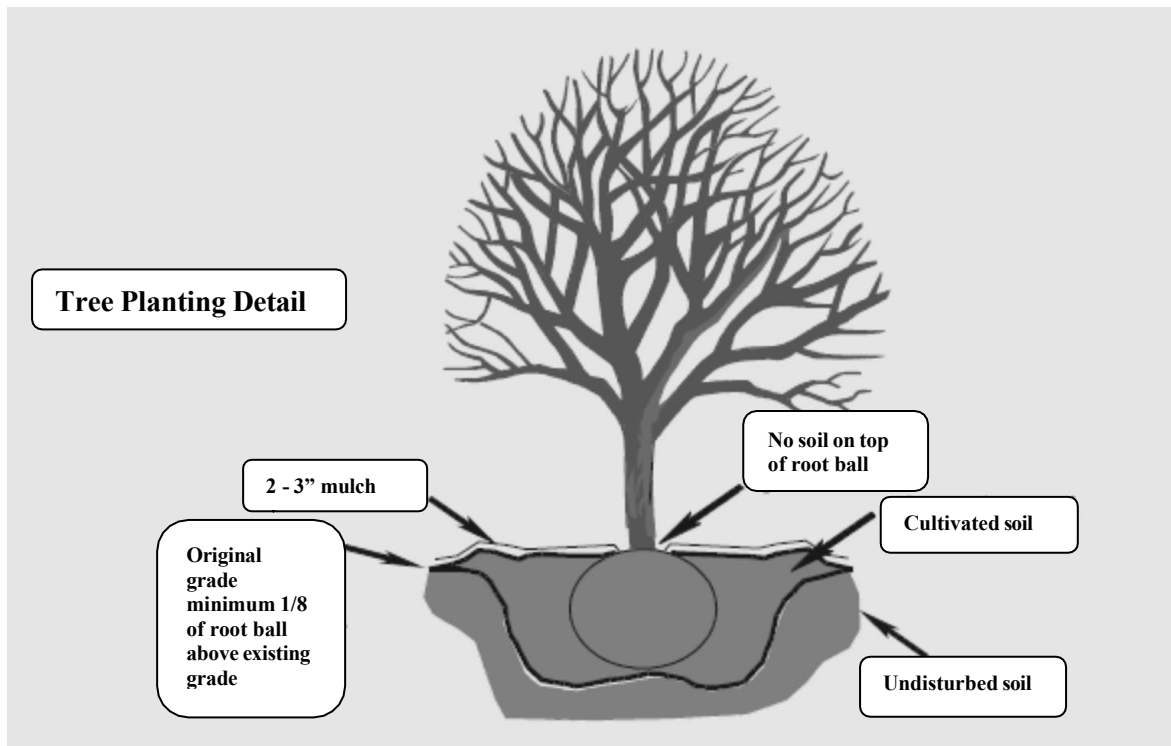 Tree Planting Detail
No soil on top
of root ball
2 - 3” mulch
Cultivated soil
Original
grade
minimum 1/8
of root ball
above existing
grade
Undisturbed soil